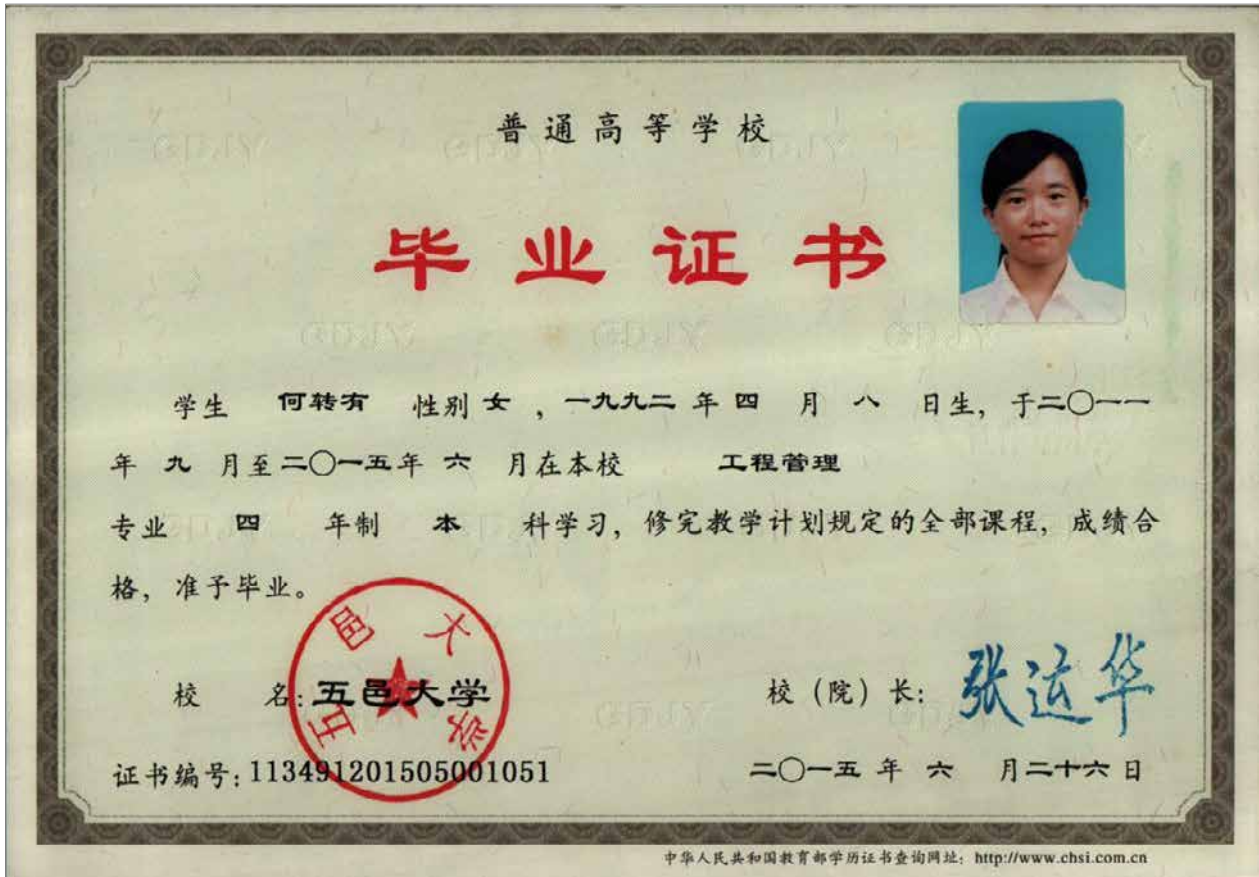 普通高等学校
毕业证书
学生 何转有 性别 女 ，一九九二 年 四 月 八 日生，于二〇一一
年 九 月至二〇一五年 六 月在本校 工程管理
专业 四 年制 本 科学习，修完教学计划规定的全部课程，成绩合
格，准予毕业。
五邑大学
校 名：五邑大学 校（院）长：张运华
证书编号：113491201505001051 二〇一五 年 六 月二十六日
中华人民共和国教育部学历证书查询网址：http://www.chsi.com.cn